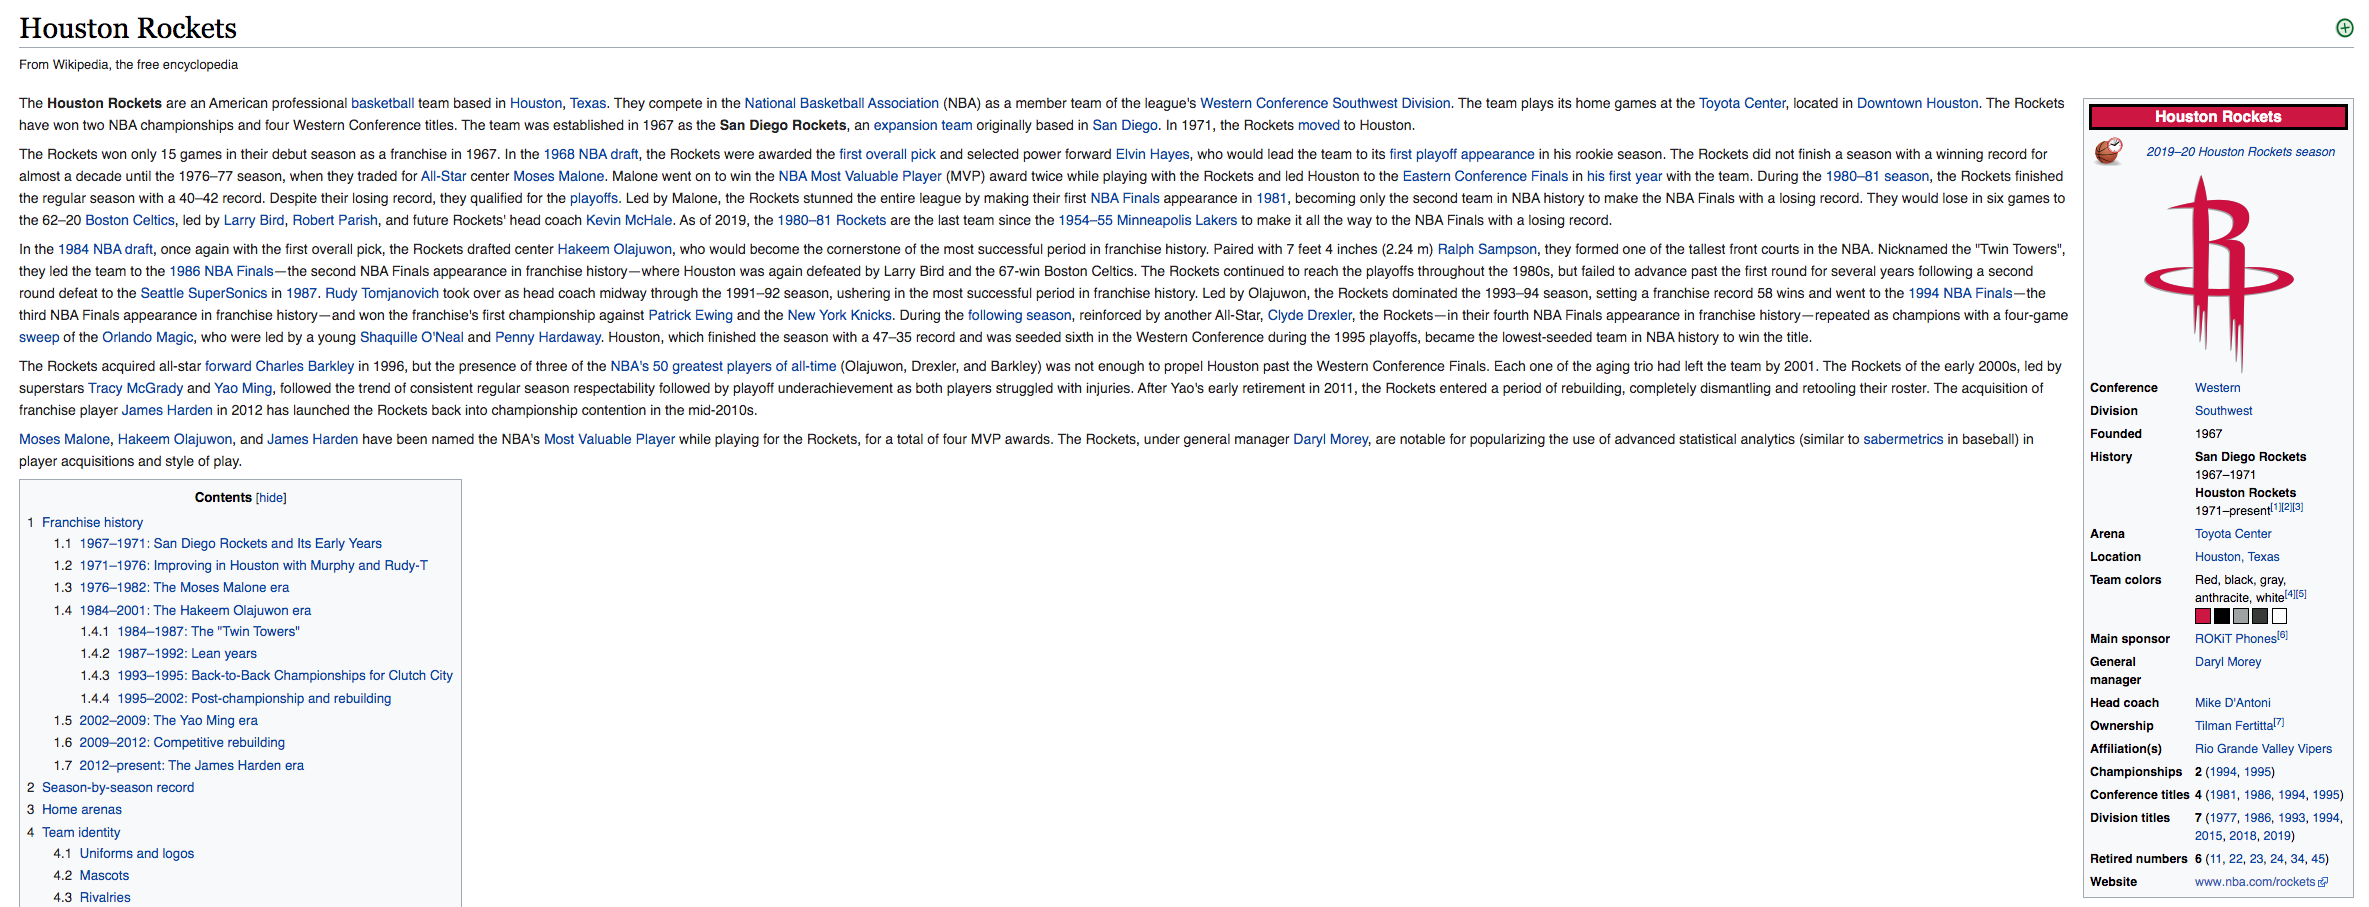 Houston Rockets
From Wikipedia, the free encyclopedia
The Houston Rockets are an American professional basketball team based in Houston, Texas. They compete in the National Basketball Association (NBA) as a member team of the league's Western Conference Southwest Division. The team plays its home games at the Toyota Center, located in Downtown Houston. The Rockets
have won two NBA championships and four Western Conference titles. The team was established in 1967 as the San Diego Rockets, an expansion team originally based in San Diego. In 1971, the Rockets moved to Houston.
The Rockets won only 15 games in their debut season as a franchise in 1967. In the 1968 NBA draft, the Rockets were awarded the first overall pick and selected power forward Elvin Hayes, who would lead the team to its first playoff appearance in his rookie season. The Rockets did not finish a season with a winning record for
almost a decade until the 1976–77 season, when they traded for All-Star center Moses Malone. Malone went on to win the NBA Most Valuable Player (MVP) award twice while playing with the Rockets and led Houston to the Eastern Conference Finals in his first year with the team. During the 1980–81 season, the Rockets finished
the regular season with a 40–42 record. Despite their losing record, they qualified for the playoffs. Led by Malone, the Rockets stunned the entire league by making their first NBA Finals appearance in 1981, becoming only the second team in NBA history to make the NBA Finals with a losing record. They would lose in six games to
the 62–20 Boston Celtics, led by Larry Bird, Robert Parish, and future Rockets' head coach Kevin McHale. As of 2019, the 1980–81 Rockets are the last team since the 1954–55 Minneapolis Lakers to make it all the way to the NBA Finals with a losing record.
In the 1984 NBA draft, once again with the first overall pick, the Rockets drafted center Hakeem Olajuwon, who would become the cornerstone of the most successful period in franchise history. Paired with 7 feet 4 inches (2.24 m) Ralph Sampson, they formed one of the tallest front courts in the NBA. Nicknamed the "Twin Towers",
they led the team to the 1986 NBA Finals—the second NBA Finals appearance in franchise history—where Houston was again defeated by Larry Bird and the 67-win Boston Celtics. The Rockets continued to reach the playoffs throughout the 1980s, but failed to advance past the first round for several years following a second
round defeat to the Seattle SuperSonics in 1987. Rudy Tomjanovich took over as head coach midway through the 1991–92 season, ushering in the most successful period in franchise history. Led by Olajuwon, the Rockets dominated the 1993–94 season, setting a franchise record 58 wins and went to the 1994 NBA Finals—the
third NBA Finals appearance in franchise history—and won the franchise's first championship against Patrick Ewing and the New York Knicks. During the following season, reinforced by another All-Star, Clyde Drexler, the Rockets—in their fourth NBA Finals appearance in franchise history—repeated as champions with a four-game
sweep of the Orlando Magic, who were led by a young Shaquille O'Neal and Penny Hardaway. Houston, which finished the season with a 47–35 record and was seeded sixth in the Western Conference during the 1995 playoffs, became the lowest-seeded team in NBA history to win the title.
The Rockets acquired all-star forward Charles Barkley in 1996, but the presence of three of the NBA's 50 greatest players of all-time (Olajuwon, Drexler, and Barkley) was not enough to propel Houston past the Western Conference Finals. Each one of the aging trio had left the team by 2001. The Rockets of the early 2000s, led by
superstars Tracy McGrady and Yao Ming, followed the trend of consistent regular season respectability followed by playoff underachievement as both players struggled with injuries. After Yao's early retirement in 2011, the Rockets entered a period of rebuilding, completely dismantling and retooling their roster. The acquisition of
franchise player James Harden in 2012 has launched the Rockets back into championship contention in the mid-2010s.
Moses Malone, Hakeem Olajuwon, and James Harden have been named the NBA's Most Valuable Player while playing for the Rockets, for a total of four MVP awards. The Rockets, under general manager Daryl Morey, are notable for popularizing the use of advanced statistical analytics (similar to sabermetrics in baseball) in
player acquisitions and style of play.
Contents [hide]
1 Franchise history
1.1 1967–1971: San Diego Rockets and Its Early Years
1.2 1971–1976: Improving in Houston with Murphy and Rudy-T
1.3 1976–1982: The Moses Malone era
1.4 1984–2001: The Hakeem Olajuwon era
1.4.1 1984–1987: The "Twin Towers"
1.4.2 1987–1992: Lean years
1.4.3 1993–1995: Back-to-Back Championships for Clutch City
1.4.4 1995–2002: Post-championship and rebuilding
1.5 2002–2009: The Yao Ming era
1.6 2009–2012: Competitive rebuilding
1.7 2012–present: The James Harden era
2 Season-by-season record
3 Home arenas
4 Team identity
4.1 Uniforms and logos
4.2 Mascots
4.3 Rivalries
Houston Rockets
2019–20 Houston Rockets season
R
Conference Western
Division Southwest
Founded 1967
History San Diego Rockets
1967–1971
Houston Rockets
1971–present[1][2][3]
Arena Toyota Center
Location Houston, Texas
Team colors Red, black, gray,
anthracite, white[4][5]
Main sponsor ROKiT Phones[6]
General Daryl Morey
manager
Head coach Mike D'Antoni
Ownership Tilman Fertitta[7]
Affiliation(s) Rio Grande Valley Vipers
Championships 2 (1994, 1995)
Conference titles 4 (1981, 1986, 1994, 1995)
Division titles 7 (1977, 1986, 1993, 1994,
2015, 2018, 2019)
Retired numbers 6 (11, 22, 23, 24, 34, 45)
Website www.nba.com/rockets